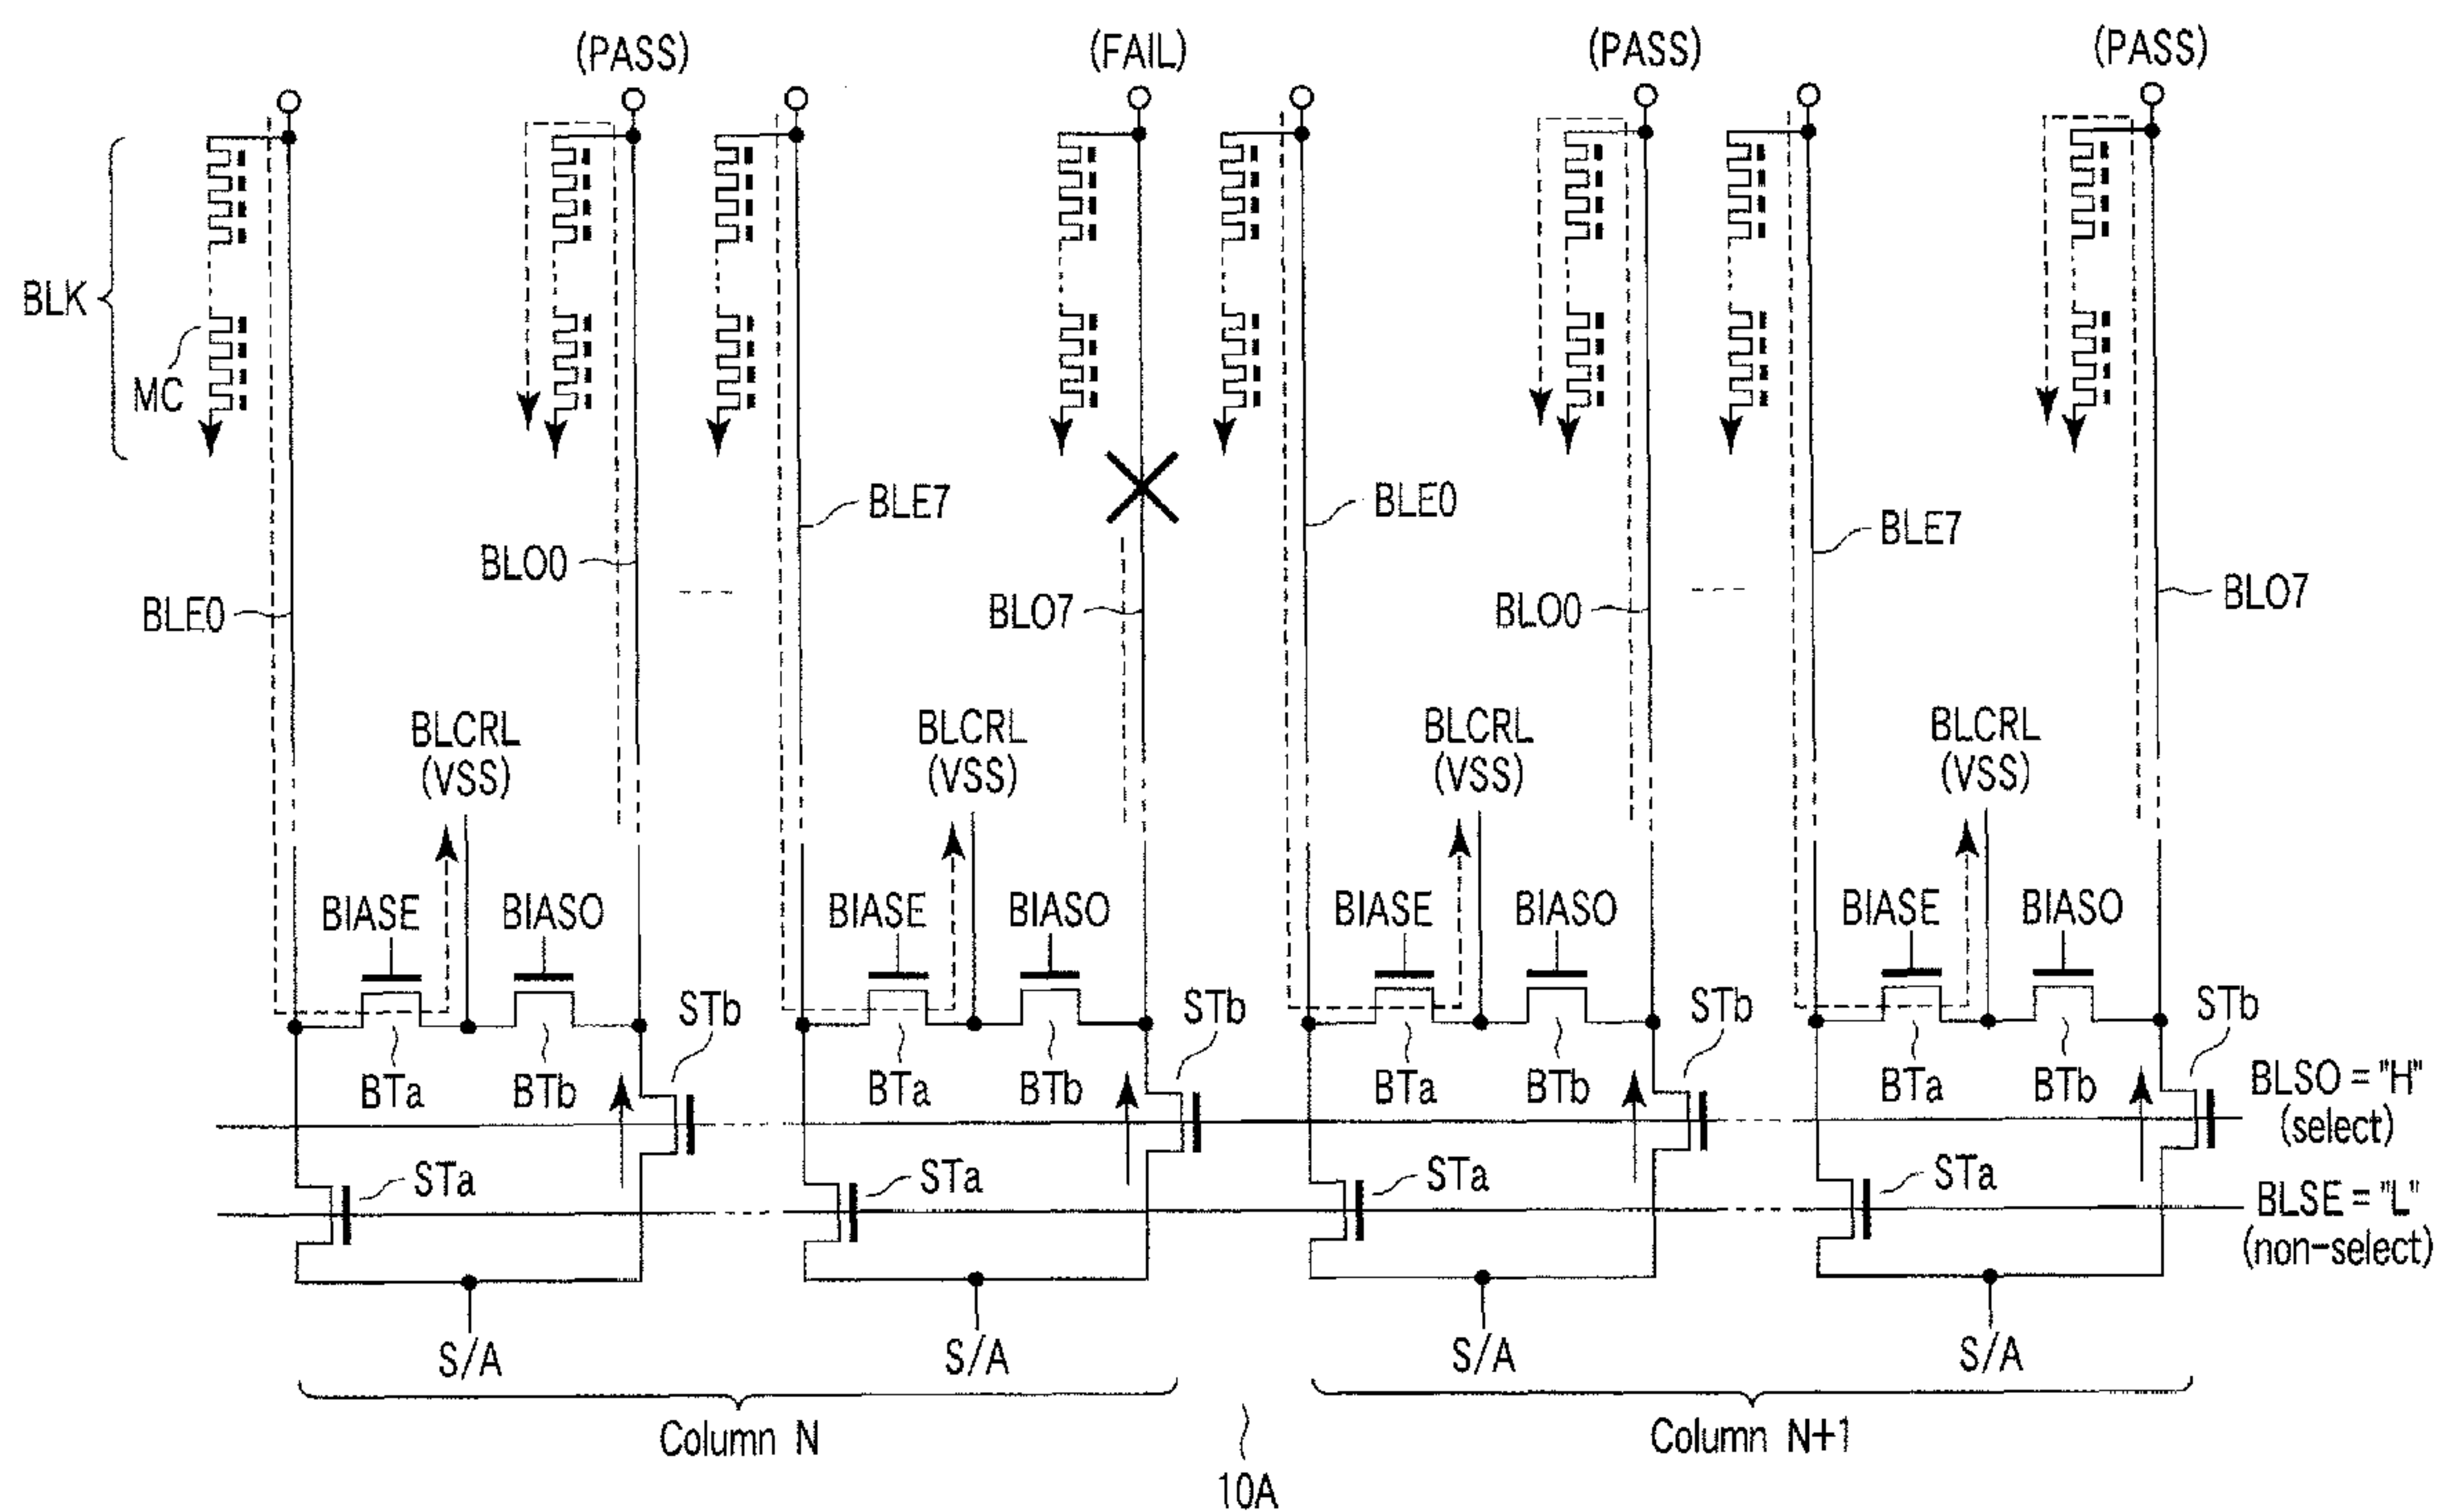 (PASS) (FAIL) (PASS) (PASS)
BLK
MC
BLE7 BLE0
BLE7
BLO0
BLE0 BLO7 BLO0 BLO7
BLCRL BLCRL BLCRL BLCRL
(VSS) (VSS) (VSS) (VSS)
BIASE BIASO BIASE BIASO BIASE BIASO BIASE BIASO
STb STb STb STb
BTa BTb BTa BTb BTa BTb BTa BTb
BLSO = "H"
(select)
STa STa STa STa
BLSE = "L"
(non-select)
S/A S/A S/A S/A
Column N Column N+1
10A